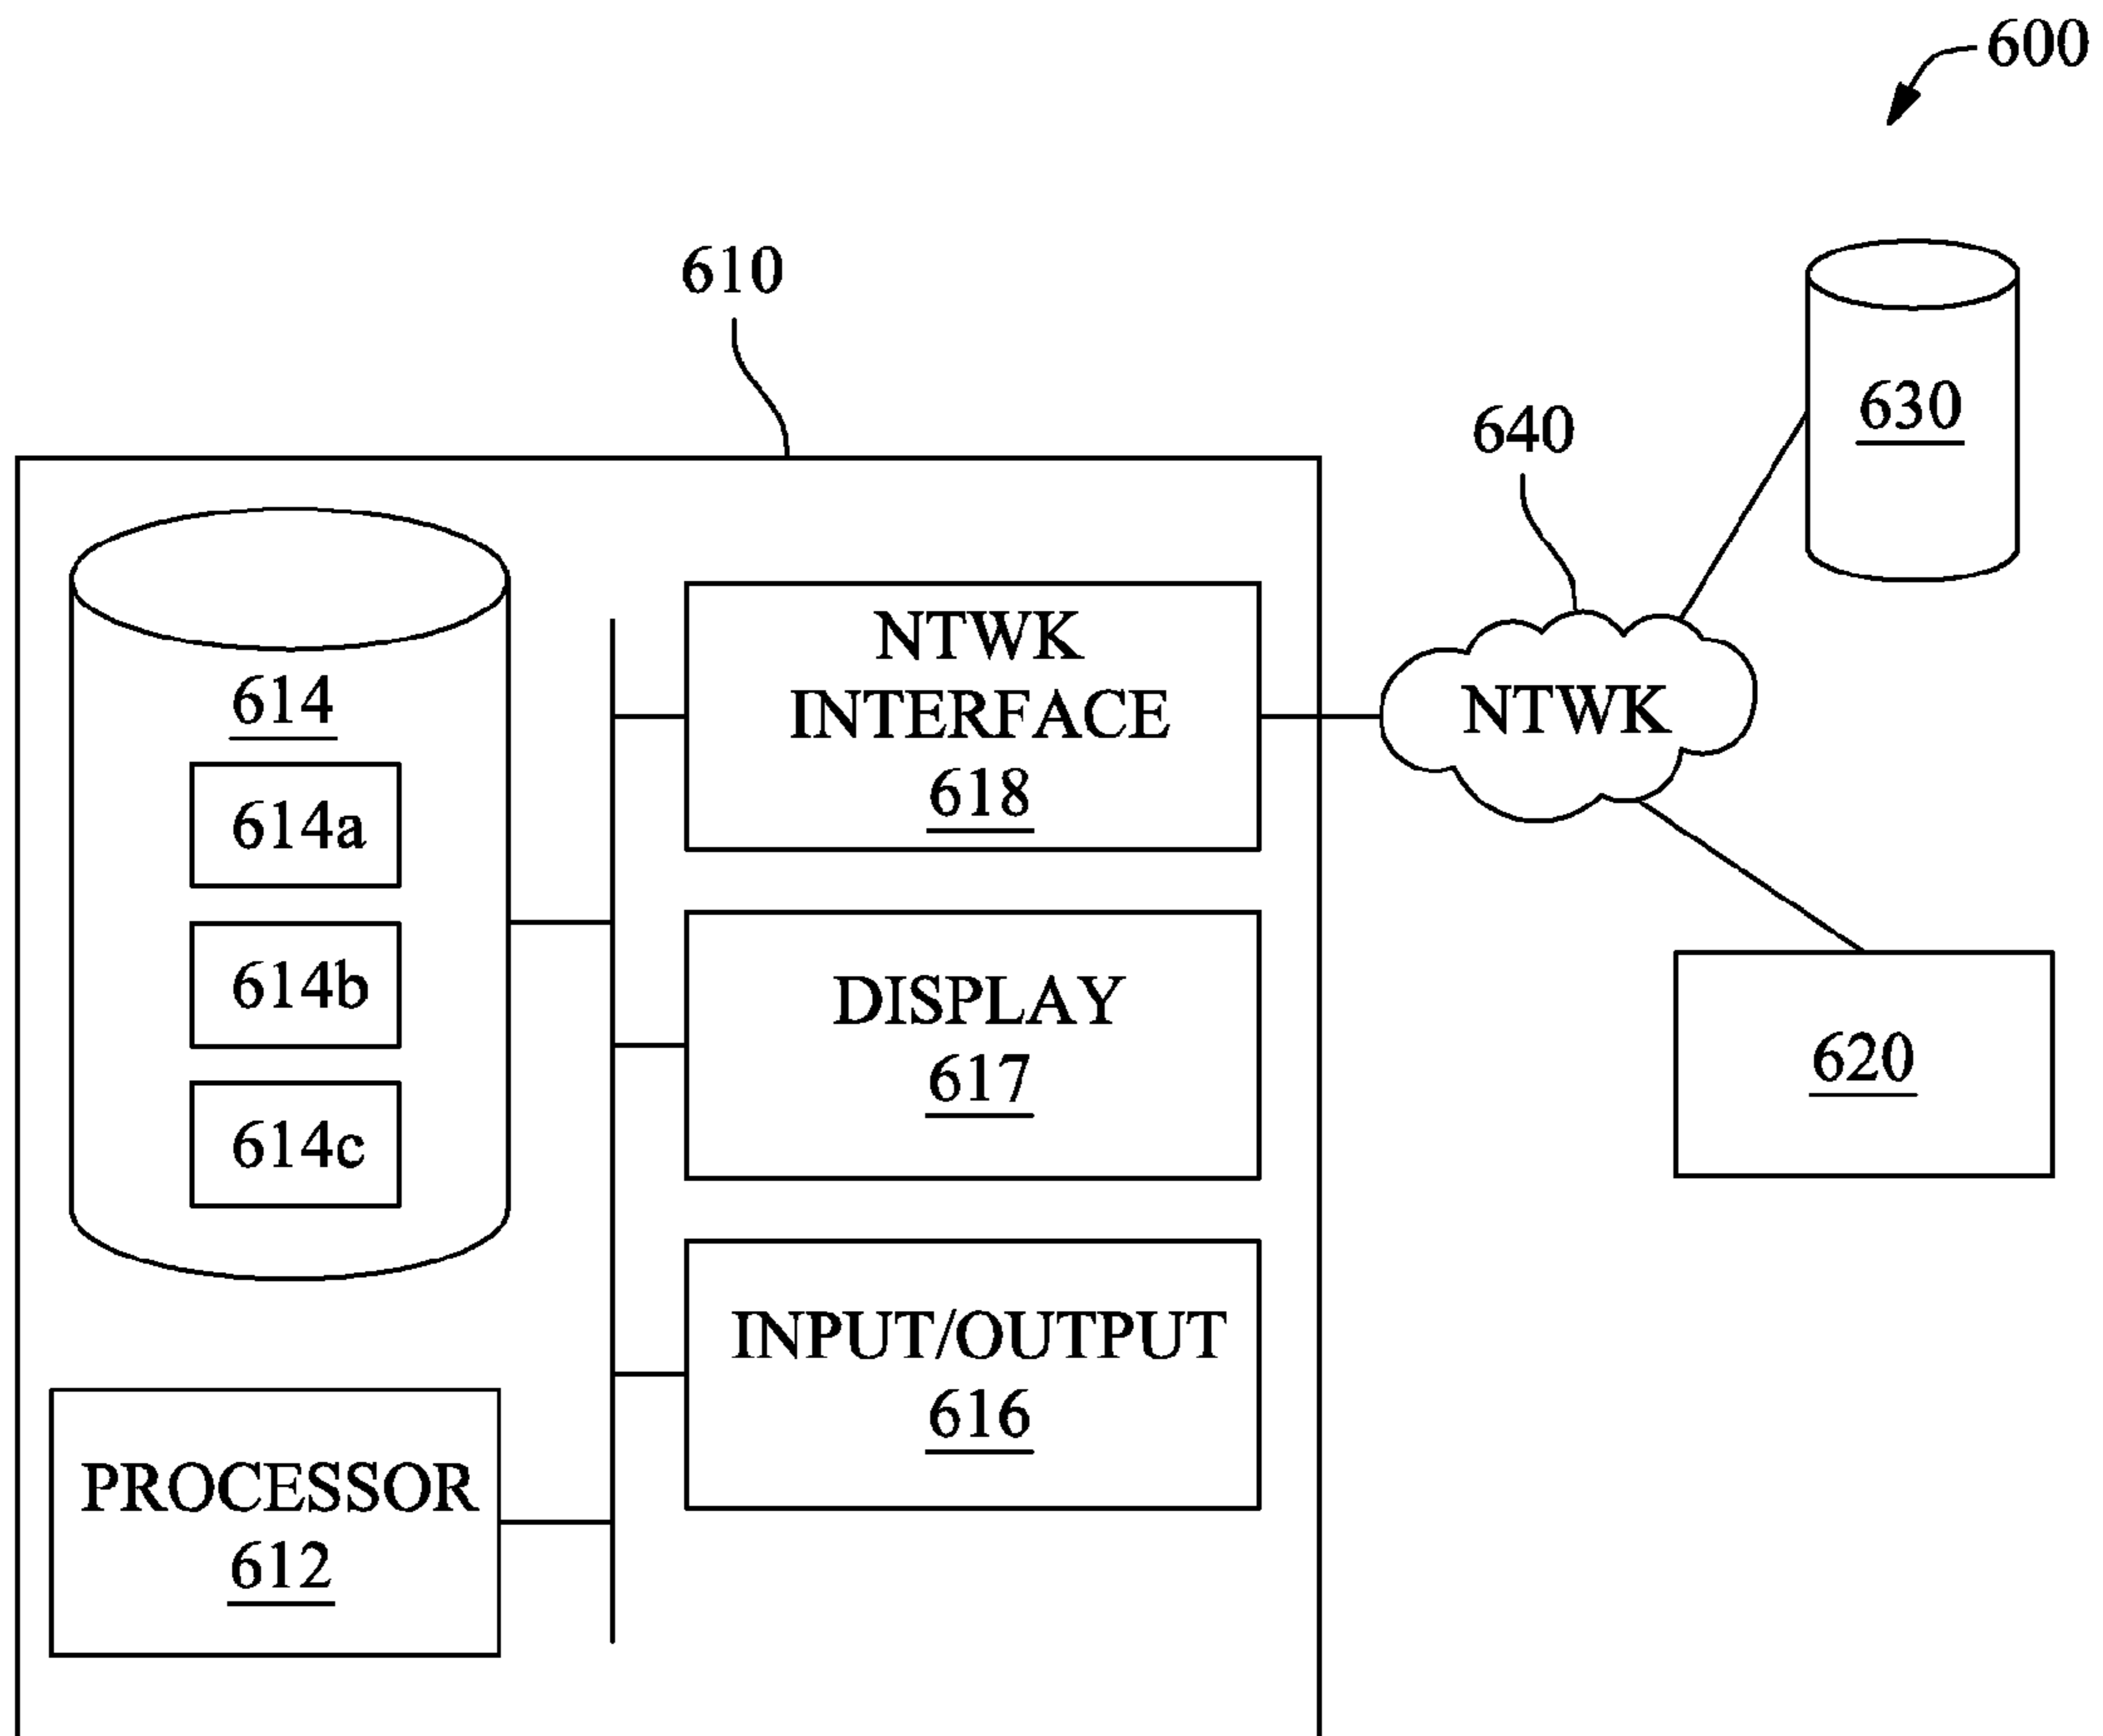 600
610
630
640
614
614a
614b
614c
NTWK
INTERFACE
618
NTWK
DISPLAY
617
620
INPUT/OUTPUT
616
PROCESSOR
612